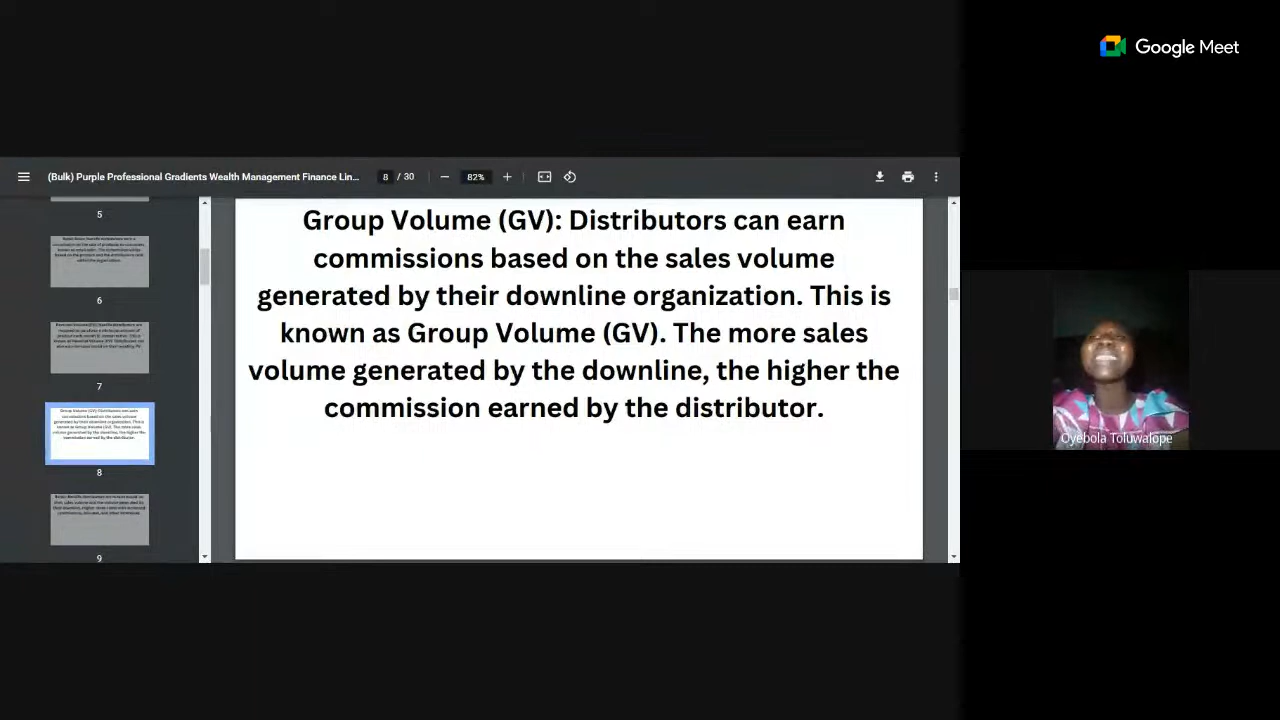 Google Meet
(Bulk) Purple Professional Gradients Wealth Management Finance Lin...
8 / 30
82%
5
6
7
8
9
Group Volume (GV): Distributors can earn
commissions based on the sales volume
generated by their downline organization. This is
known as Group Volume (GV). The more sales
volume generated by the downline, the higher the
commission earned by the distributor.
Oyebola Toluwalope